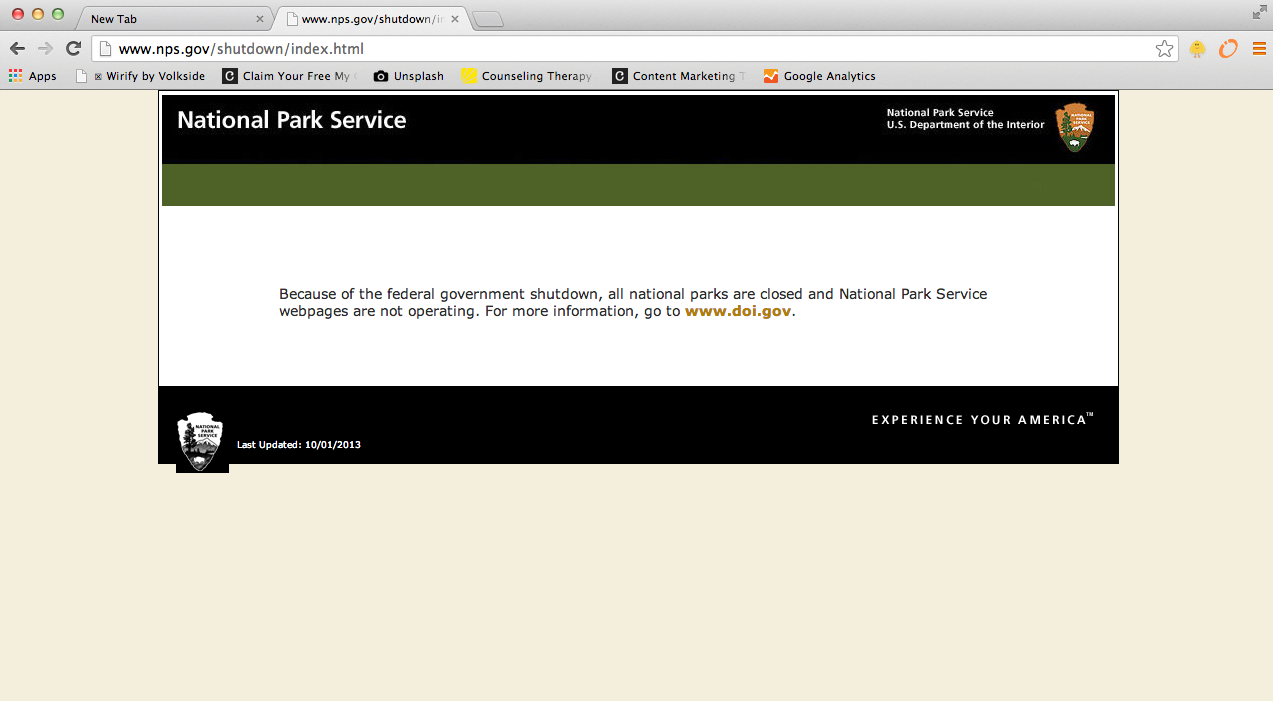 New Tab
www.nps.gov/shutdown/in
www.nps.gov/shutdown/index.html
Apps
Wirify by Volkside
Claim Your Free My
Unsplash
Counseling Therapy
Content Marketing T
Google Analytics
National Park Service
National Park Service
U.S. Department of the Interior
NATIONAL
PARK
SERVICE
Because of the federal government shutdown, all national parks are closed and National Park Service
webpages are not operating. For more information, go to www.doi.gov.
EXPERIENCE YOUR AMERICA™
NATIONAL
PARK
SERVICE
Last Updated: 10/01/2013